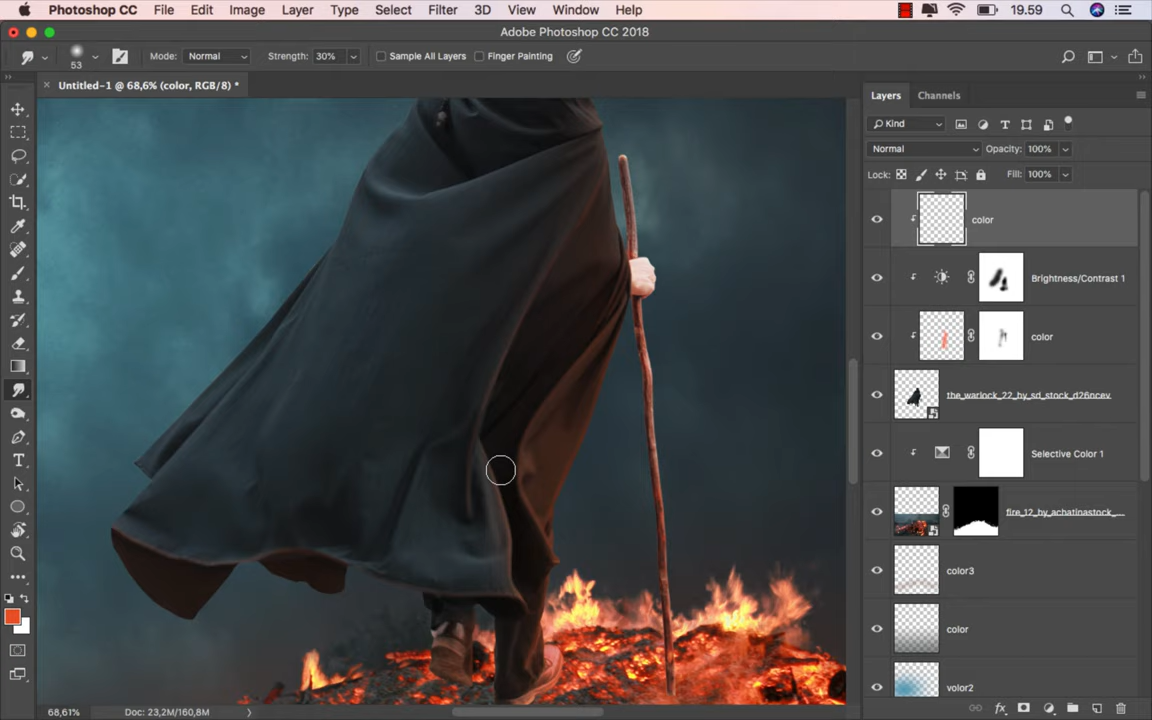 Photoshop CC File Edit Image Layer Type Select Filter 3D View Window Help 19.59
Adobe Photoshop CC 2018
53 Mode: Normal Strength: 30% Sample All Layers Finger Painting
Untitled-1 @ 68,6% (color, RGB/8) *
Layers Channels
Kind
Normal Opacity: 100%
Lock: Fill: 100%
color
Brightness/Contrast 1
color
the_warlock_22_by_sd_stock_d26ncev
Selective Color 1
fire_12_by_achatinastock_...
color3
color
volor2
68,61% Doc: 23,2M/160,8M
fx